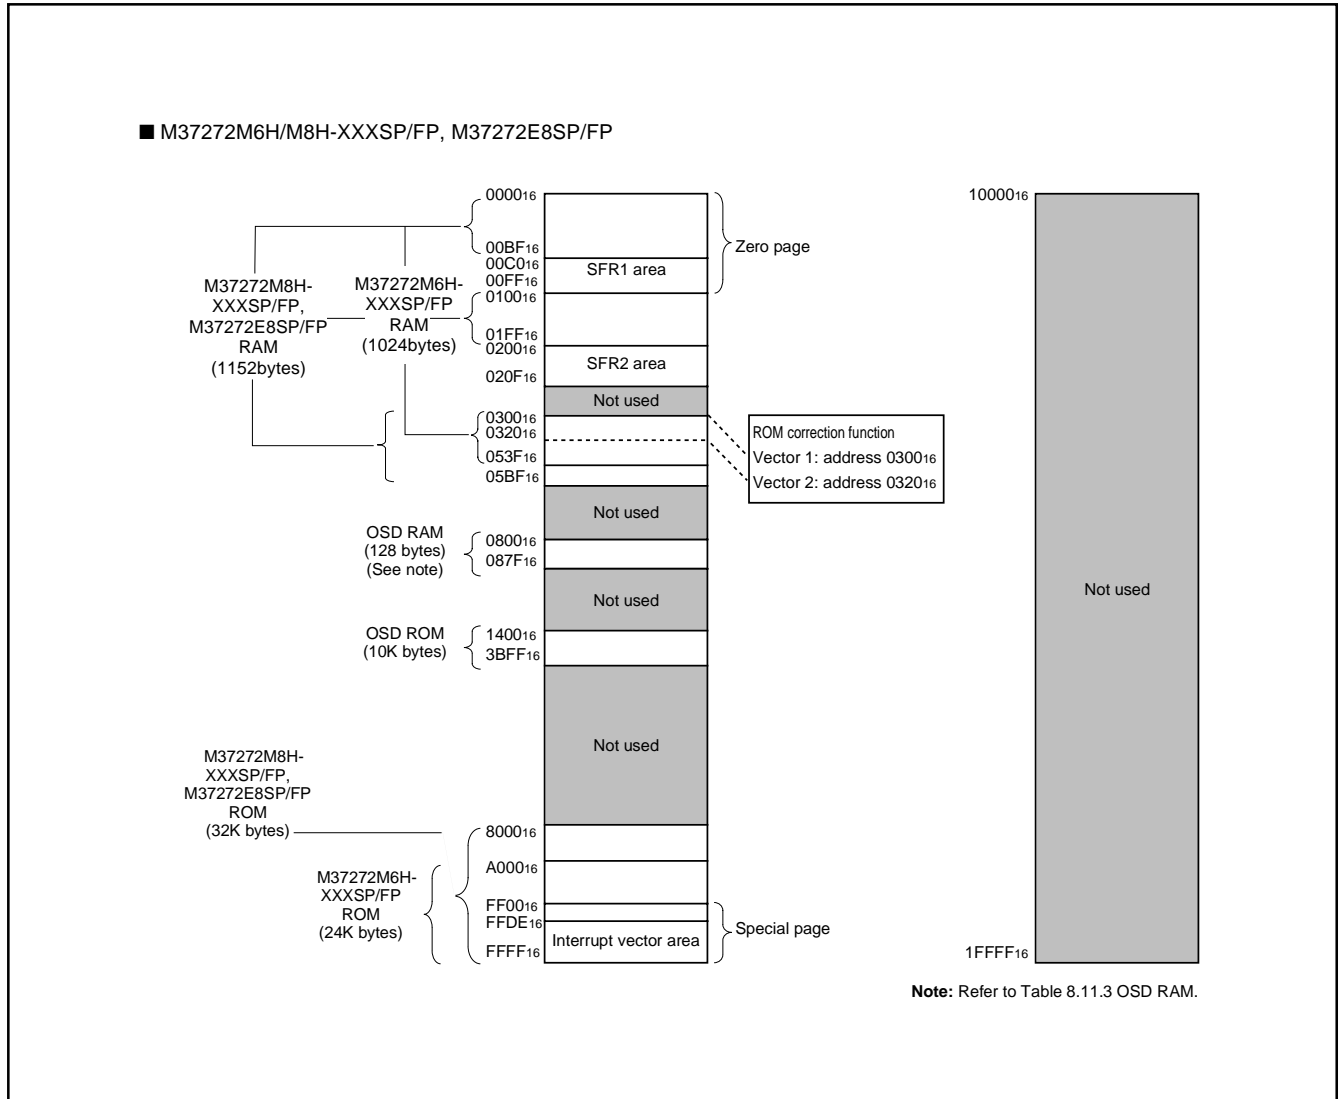 ■ M37272M6H/M8H-XXXSP/FP, M37272E8SP/FP
M37272M8H-
XXXSP/FP,
M37272E8SP/FP
RAM
(1152bytes)
M37272M6H-
XXXSP/FP
RAM
(1024bytes)
0000₁₆
00BF₁₆
00C0₁₆
00FF₁₆
0100₁₆
01FF₁₆
0200₁₆
020F₁₆
0300₁₆
0320₁₆
053F₁₆
05BF₁₆
SFR1 area
SFR2 area
Not used
Zero page
ROM correction function
Vector 1: address 0300₁₆
Vector 2: address 0320₁₆
Not used
OSD RAM
(128 bytes)
(See note)
0800₁₆
087F₁₆
Not used
OSD ROM
(10K bytes)
1400₁₆
3BFF₁₆
Not used
M37272M8H-
XXXSP/FP,
M37272E8SP/FP
ROM
(32K bytes)
M37272M6H-
XXXSP/FP
ROM
(24K bytes)
8000₁₆
A000₁₆
FF00₁₆
FFDE₁₆
FFFF₁₆
Interrupt vector area
Special page
10000₁₆
Not used
1FFFF₁₆
Note: Refer to Table 8.11.3 OSD RAM.